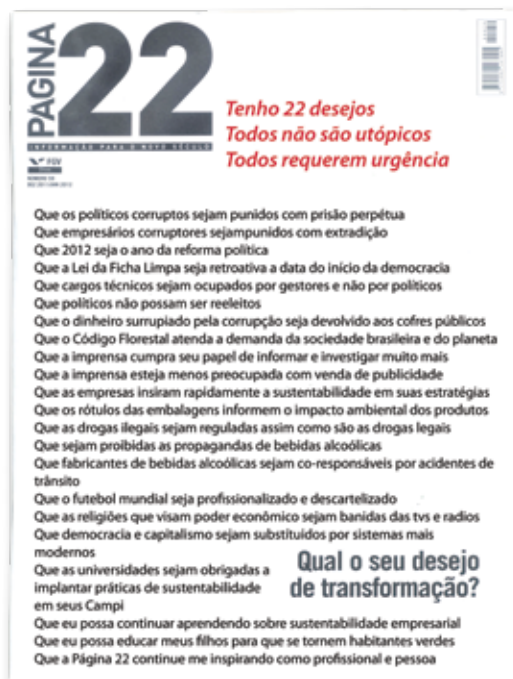 PÁGINA
22
INFORMAÇÃO PARA O NOVO SÉCULO
FGV
Tenho 22 desejos
Todos não são utópicos
Todos requerem urgência
Que os políticos corruptos sejam punidos com prisão perpétua
Que empresários corruptores sejampunidos com extradição
Que 2012 seja o ano da reforma política
Que a Lei da Ficha Limpa seja retroativa a data do início da democracia
Que cargos técnicos sejam ocupados por gestores e não por políticos
Que políticos não possam ser reeleitos
Que o dinheiro surrupiado pela corrupção seja devolvido aos cofres públicos
Que o Código Florestal atenda a demanda da sociedade brasileira e do planeta
Que a imprensa cumpra seu papel de informar e investigar muito mais
Que a imprensa esteja menos preocupada com venda de publicidade
Que as empresas insiram rapidamente a sustentabilidade em suas estratégias
Que os rótulos das embalagens informem o impacto ambiental dos produtos
Que as drogas ilegais sejam reguladas assim como são as drogas legais
Que sejam proibidas as propagandas de bebidas alcoólicas
Que fabricantes de bebidas alcoólicas sejam co-responsáveis por acidentes de
trânsito
Que o futebol mundial seja profissionalizado e descartelizado
Que as religiões que visam poder econômico sejam banidas das tvs e radios
Que democracia e capitalismo sejam substituídos por sistemas mais
modernos
Que as universidades sejam obrigadas a
implantar práticas de sustentabilidade
em seus Campi
Qual o seu desejo
de transformação?
Que eu possa continuar aprendendo sobre sustentabilidade empresarial
Que eu possa educar meus filhos para que se tornem habitantes verdes
Que a Página 22 continue me inspirando como profissional e pessoa